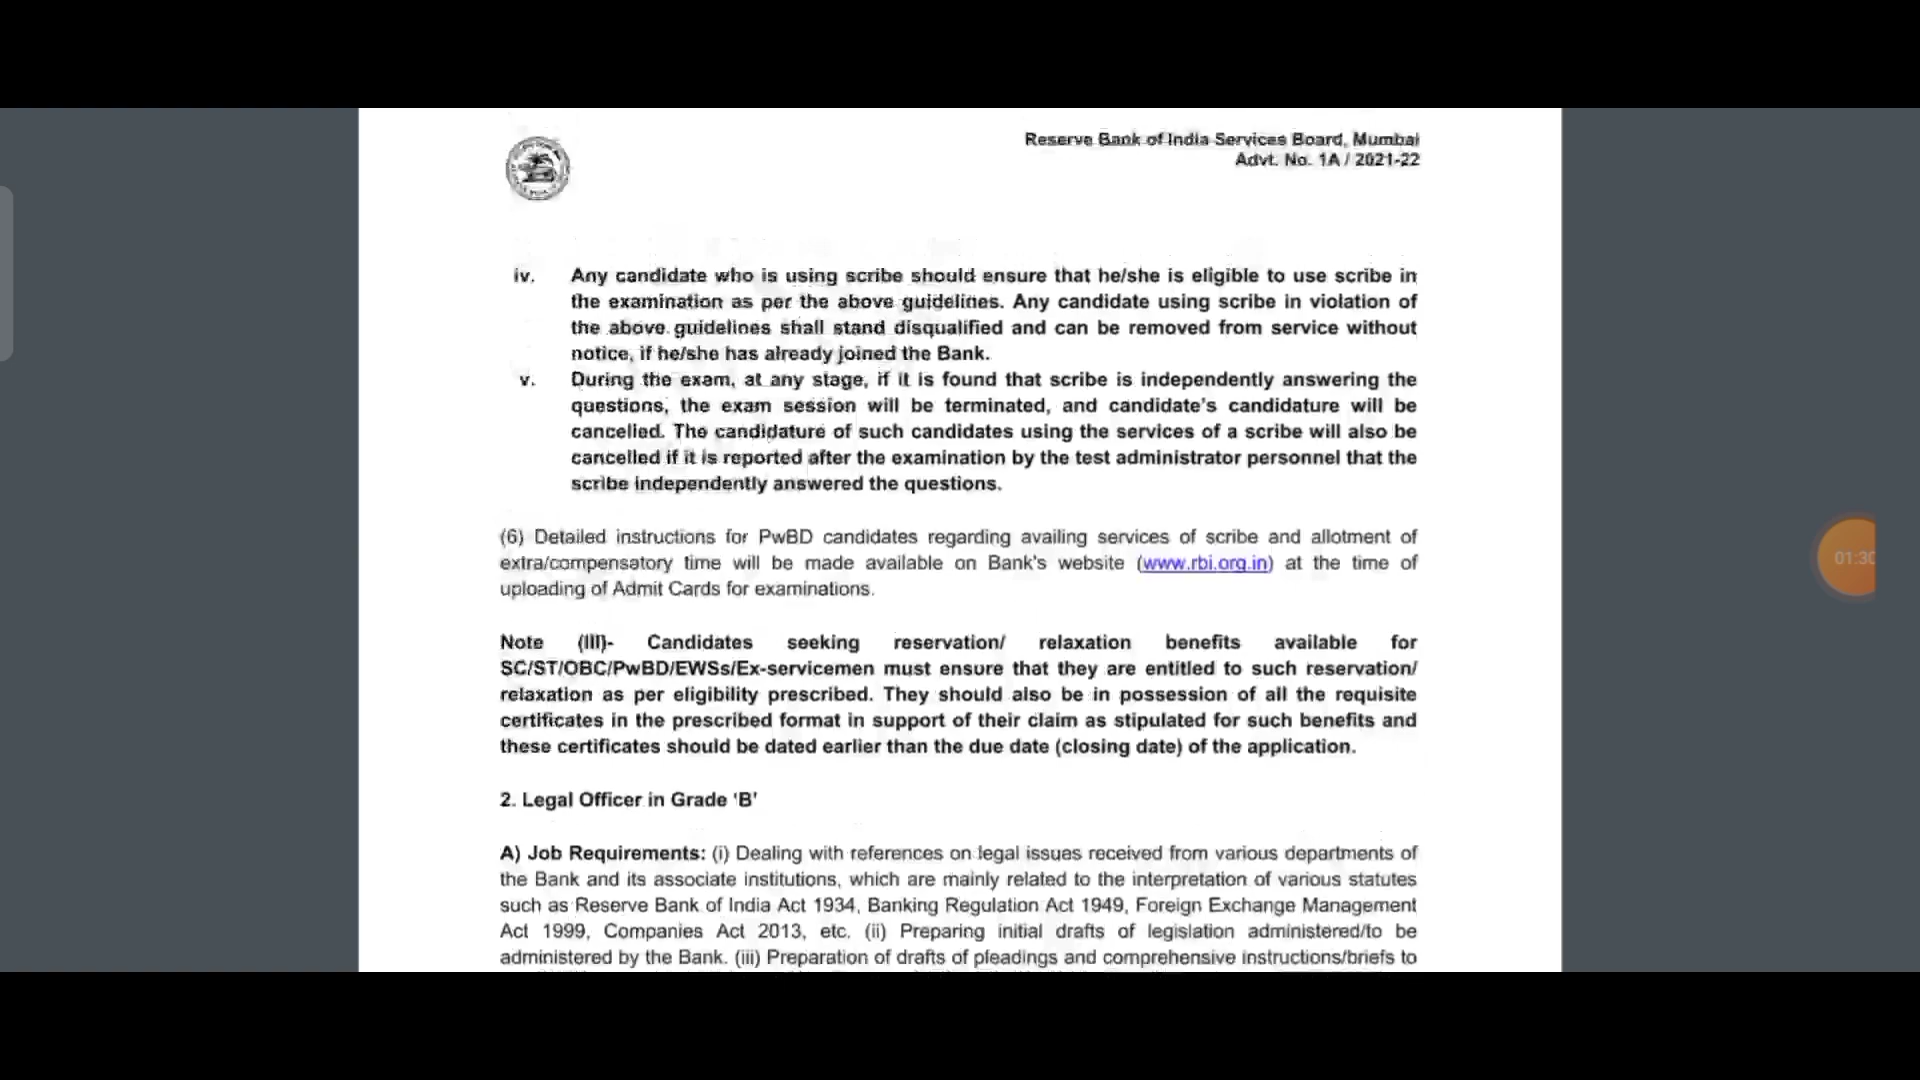 Reserve Bank of India Services Board, Mumbai
Advt. No. 1A / 2021-22
iv. Any candidate who is using scribe should ensure that he/she is eligible to use scribe in
the examination as per the above guidelines. Any candidate using scribe in violation of
the above guidelines shall stand disqualified and can be removed from service without
notice, if he/she has already joined the Bank.
v. During the exam, at any stage, if it is found that scribe is independently answering the
questions, the exam session will be terminated, and candidate's candidature will be
cancelled. The candidature of such candidates using the services of a scribe will also be
cancelled if it is reported after the examination by the test administrator personnel that the
scribe independently answered the questions.
(6) Detailed instructions for PwBD candidates regarding availing services of scribe and allotment of
extra/compensatory time will be made available on Bank's website (www.rbi.org.in) at the time of
uploading of Admit Cards for examinations.
Note (III)- Candidates seeking reservation/ relaxation benefits available for
SC/ST/OBC/PwBD/EWSs/Ex-servicemen must ensure that they are entitled to such reservation/
relaxation as per eligibility prescribed. They should also be in possession of all the requisite
certificates in the prescribed format in support of their claim as stipulated for such benefits and
these certificates should be dated earlier than the due date (closing date) of the application.
2. Legal Officer in Grade 'B'
A) Job Requirements: (i) Dealing with references on legal issues received from various departments of
the Bank and its associate institutions, which are mainly related to the interpretation of various statutes
such as Reserve Bank of India Act 1934, Banking Regulation Act 1949, Foreign Exchange Management
Act 1999, Companies Act 2013, etc. (ii) Preparing initial drafts of legislation administered/to be
administered by the Bank. (iii) Preparation of drafts of pleadings and comprehensive instructions/briefs to
01:30